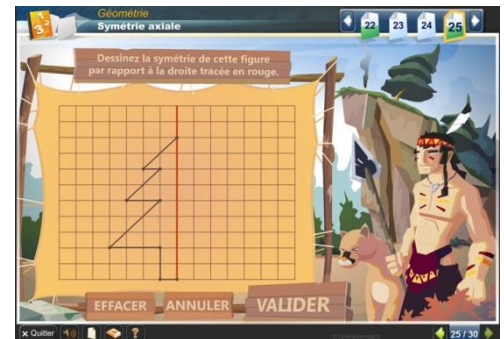 Géométrie
Symétrie axiale
22
23
24
25
Dessinez la symétrie de cette figure
par rapport à la droite tracée en rouge.
EFFACER
ANNULER
VALIDER
x Quitter
?
25 / 30